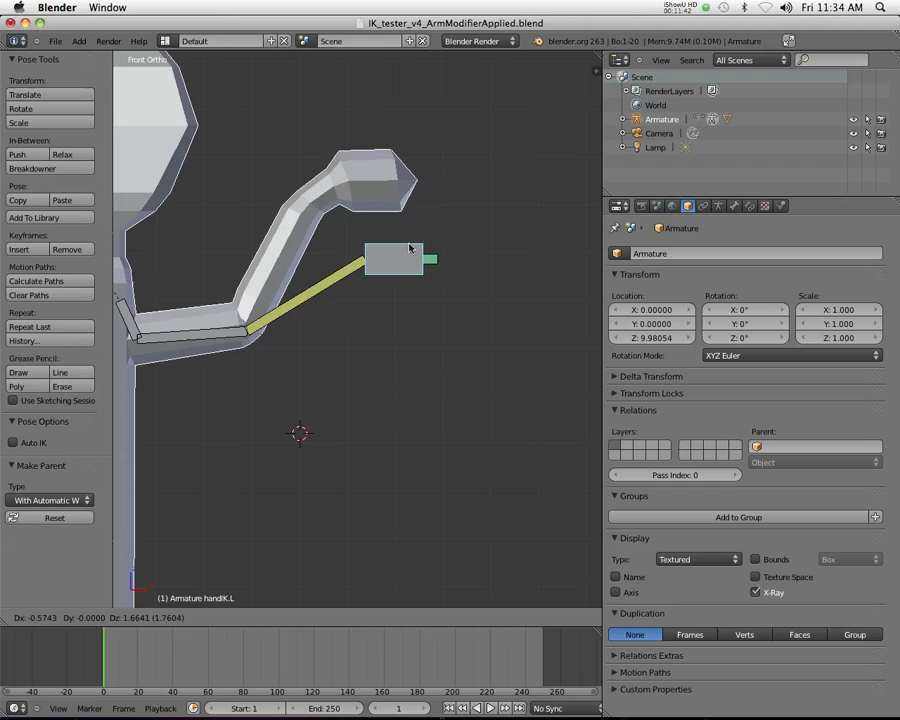 Blender Window
iShowU HD
00:11:42
Fri 11:34 AM
IK_tester_v4_ArmModifierApplied.blend
File Add Render Help Default Scene Blender Render blender.org 263 | Bo:1-20 | Mem:9.74M (0.10M) | Armature
Pose Tools
Front Ortho
View Search All Scenes
Transform:
Translate
Rotate
Scale
In-Between:
Push Relax
Breakdowner
Pose:
Copy Paste
Add To Library
Keyframes:
Insert Remove
Motion Paths:
Calculate Paths
Clear Paths
Repeat:
Repeat Last
History...
Grease Pencil:
Draw Line
Poly Erase
Use Sketching Sessio
Pose Options
Auto IK
Make Parent
Type
With Automatic W
Reset
(1) Armature handIK.L
Dx: -0.5743 Dy: -0.0000 Dz: 1.6641 (1.7604)
Scene
RenderLayers
World
Armature
Camera
Lamp
Armature
Armature
Transform
Location: Rotation: Scale:
X: 0.00000 X: 0° X: 1.000
Y: 0.00000 Y: 0° Y: 1.000
Z: 9.98054 Z: 0° Z: 1.000
Rotation Mode: XYZ Euler
Delta Transform
Transform Locks
Relations
Layers: Parent:
Pass Index: 0 Object
Groups
Add to Group
Display
Type: Textured Bounds Box
Name Texture Space
Axis X-Ray
Duplication
None Frames Verts Faces Group
Relations Extras
Motion Paths
Custom Properties
-40 -20 0 20 40 60 80 100 120 140 160 180 200 220 240 260
View Marker Frame Playback Start: 1 End: 250 1 No Sync